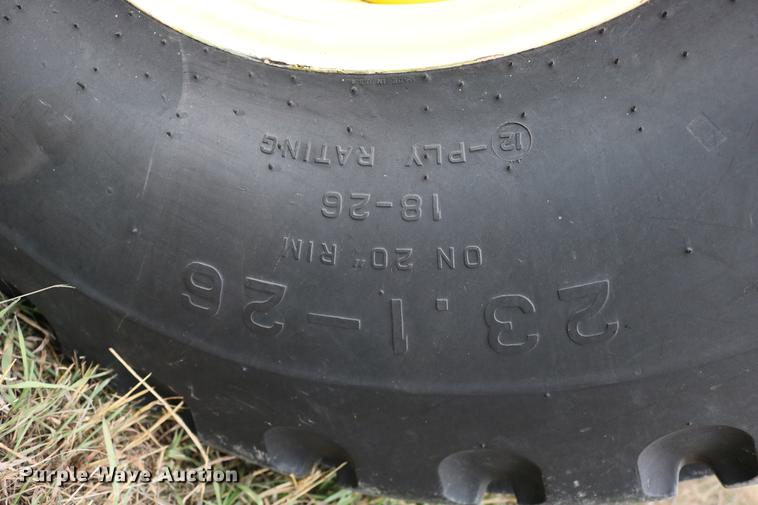 23.1-26
ON 20" RIM
18-26
12-PLY RATING
Purple Wave Auction